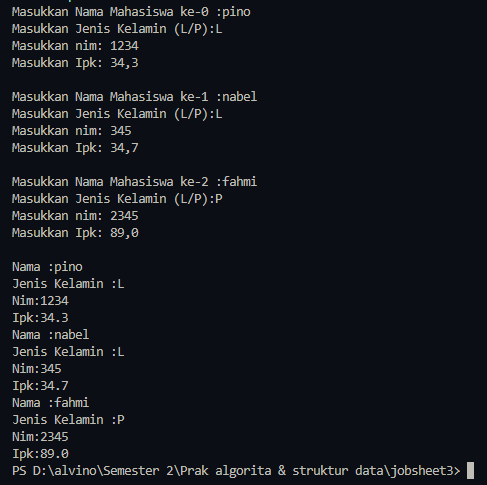 Masukkan Nama Mahasiswa ke-0 :pino
Masukkan Jenis Kelamin (L/P):L
Masukkan nim: 1234
Masukkan Ipk: 34,3
Masukkan Nama Mahasiswa ke-1 :nabel
Masukkan Jenis Kelamin (L/P):L
Masukkan nim: 345
Masukkan Ipk: 34,7
Masukkan Nama Mahasiswa ke-2 :fahmi
Masukkan Jenis Kelamin (L/P):P
Masukkan nim: 2345
Masukkan Ipk: 89,0
Nama :pino
Jenis Kelamin :L
Nim:1234
Ipk:34.3
Nama :nabel
Jenis Kelamin :L
Nim:345
Ipk:34.7
Nama :fahmi
Jenis Kelamin :P
Nim:2345
Ipk:89.0
PS D:\alvino\Semester 2\Prak algorita & struktur data\jobsheet3>